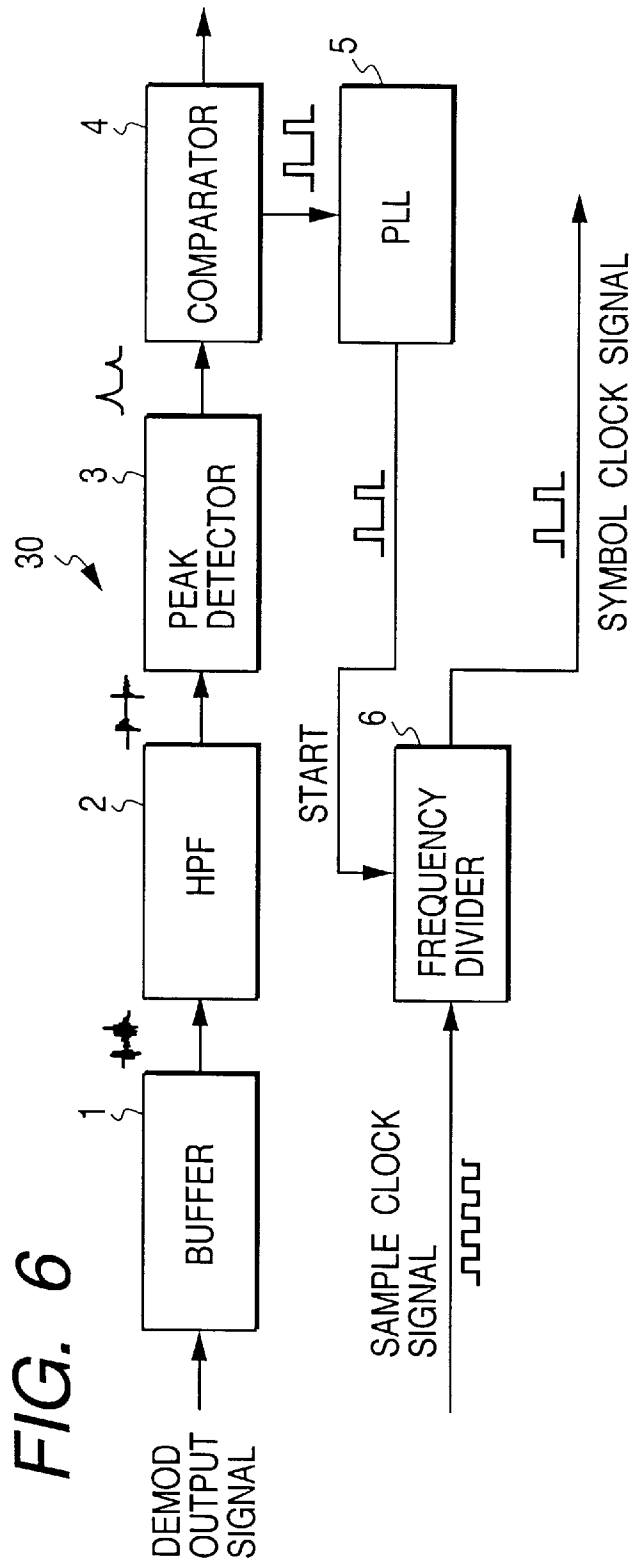 FIG. 6
30
DEMOD
OUTPUT
SIGNAL
1
BUFFER
2
HPF
3
PEAK
DETECTOR
4
COMPARATOR
5
PLL
START
6
FREQUENCY
DIVIDER
SAMPLE CLOCK
SIGNAL
SYMBOL CLOCK SIGNAL